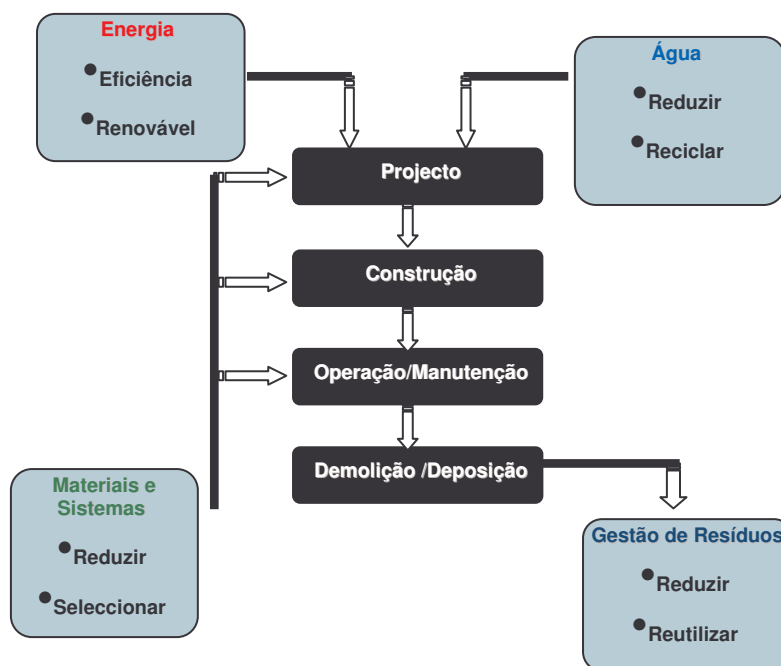 Energia
• Eficiência
• Renovável
Água
• Reduzir
• Reciclar
Projecto
Construção
Operação/Manutenção
Demolição /Deposição
Materiais e
Sistemas
• Reduzir
• Seleccionar
Gestão de Resíduos
• Reduzir
• Reutilizar